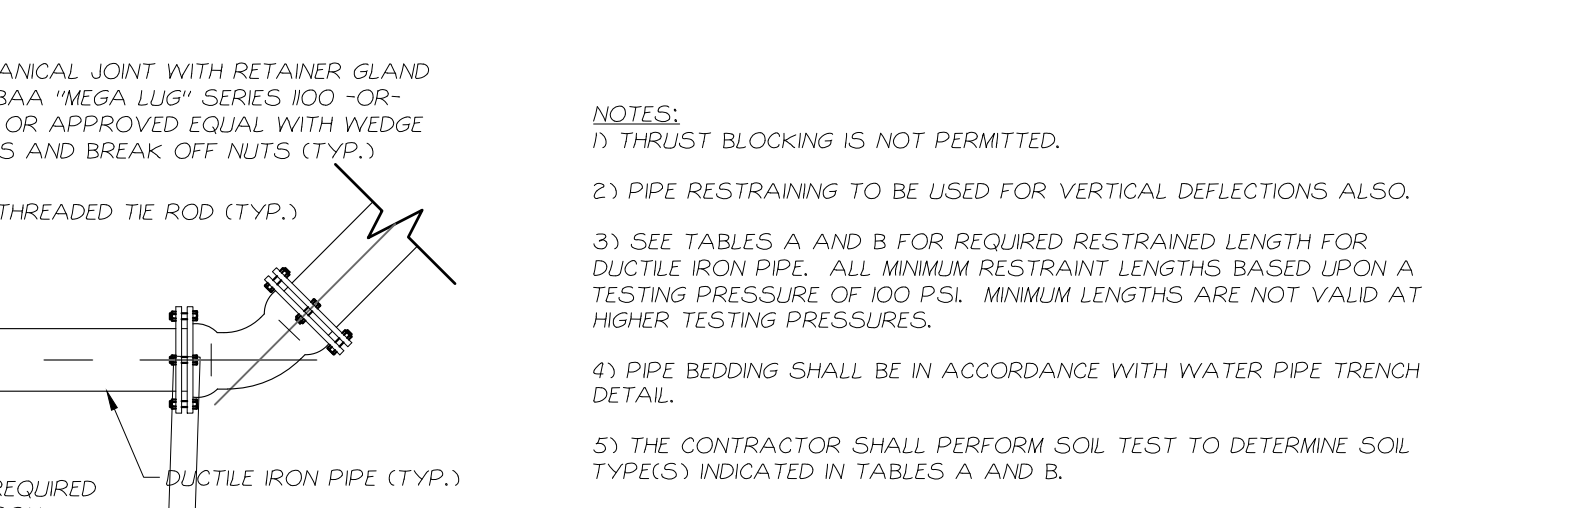 ANICAL JOINT WITH RETAINER GLAND
BAA "MEGA LUG" SERIES 1100 -OR-
OR APPROVED EQUAL WITH WEDGE
S AND BREAK OFF NUTS (TYP.)
THREADED TIE ROD (TYP.)
DUCTILE IRON PIPE (TYP.)
REQUIRED
NOTES:
1) THRUST BLOCKING IS NOT PERMITTED.
2) PIPE RESTRAINING TO BE USED FOR VERTICAL DEFLECTIONS ALSO.
3) SEE TABLES A AND B FOR REQUIRED RESTRAINED LENGTH FOR
DUCTILE IRON PIPE. ALL MINIMUM RESTRAINT LENGTHS BASED UPON A
TESTING PRESSURE OF 100 PSI. MINIMUM LENGTHS ARE NOT VALID AT
HIGHER TESTING PRESSURES.
4) PIPE BEDDING SHALL BE IN ACCORDANCE WITH WATER PIPE TRENCH
DETAIL.
5) THE CONTRACTOR SHALL PERFORM SOIL TEST TO DETERMINE SOIL
TYPE(S) INDICATED IN TABLES A AND B.